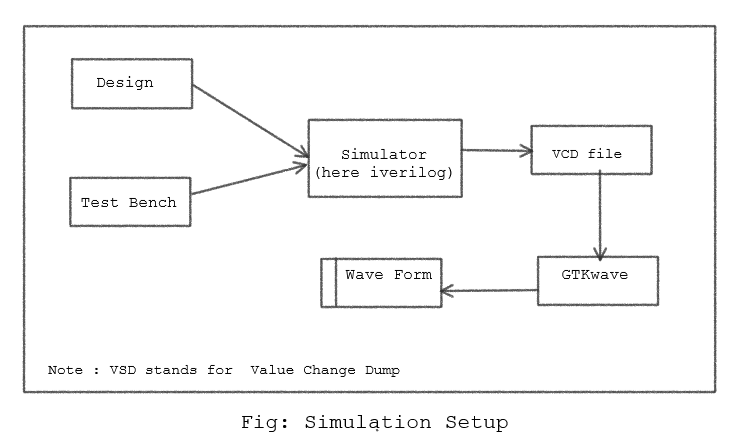 Design
Simulator
(here iverilog)
VCD file
Test Bench
Wave Form
GTKwave
Note : VSD stands for Value Change Dump
Fig: Simulation Setup